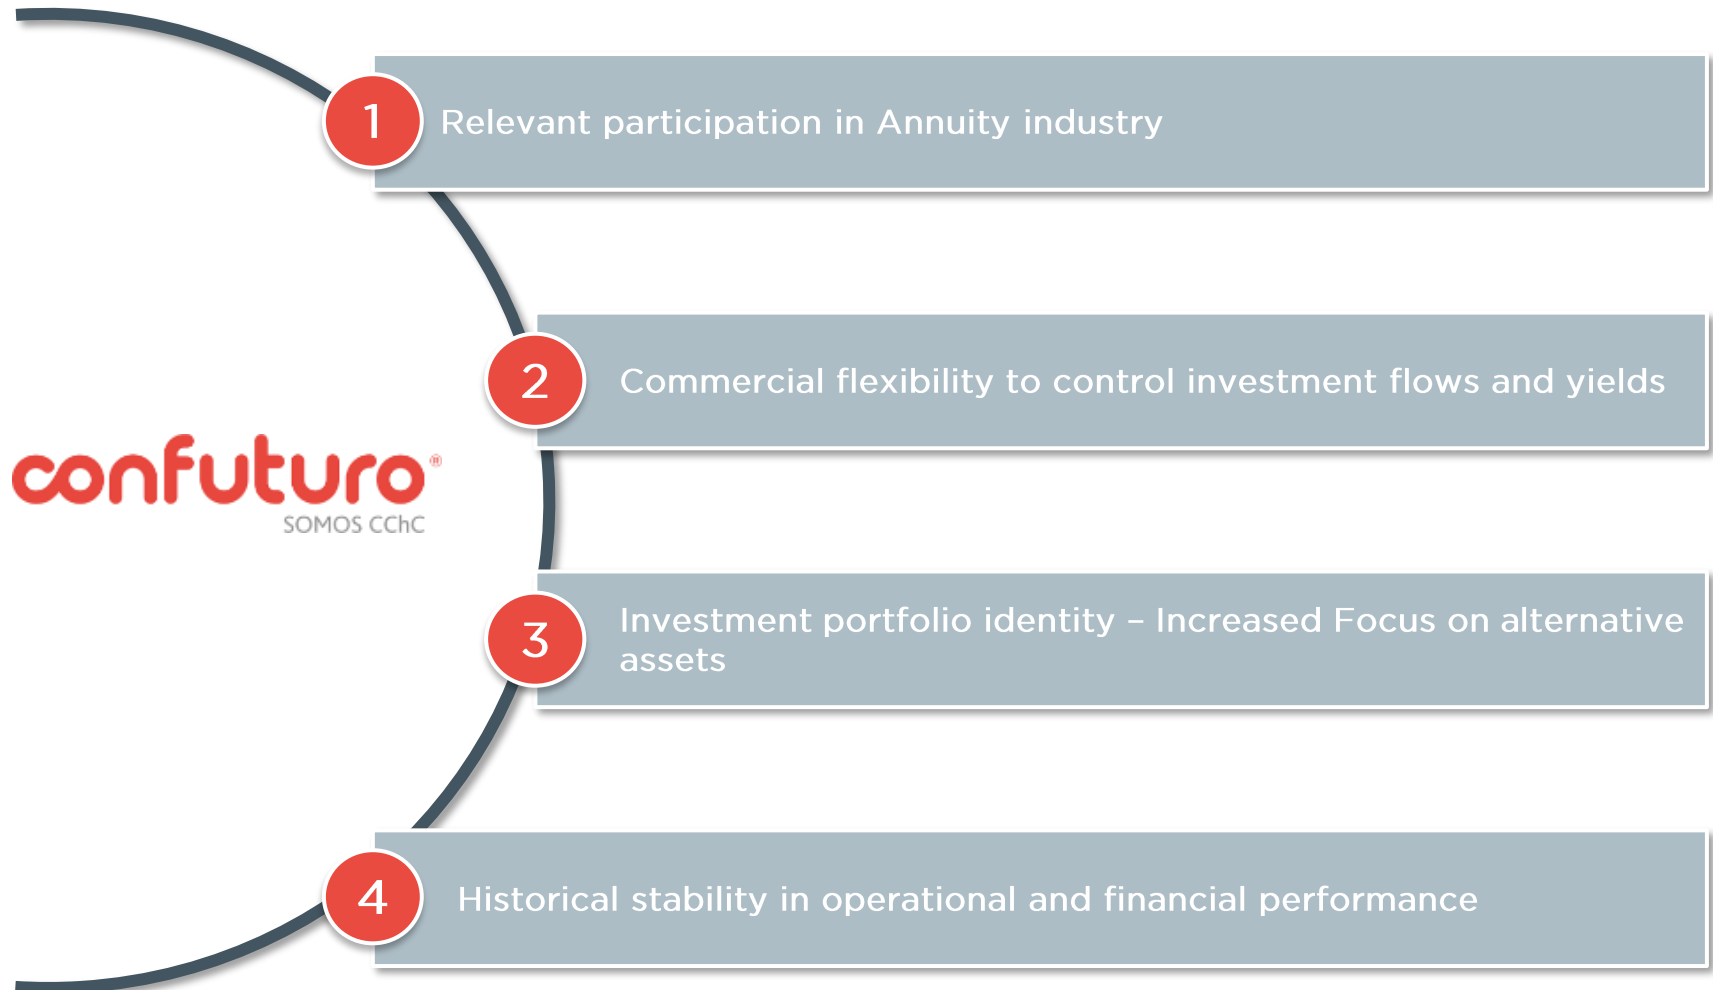 1
Relevant participation in Annuity industry
2
Commercial flexibility to control investment flows and yields
confuturo®
SOMOS CChC
3
Investment portfolio identity – Increased Focus on alternative
assets
4
Historical stability in operational and financial performance